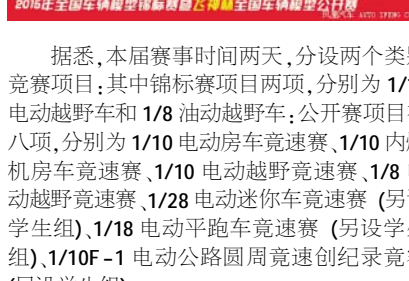 2016年全国车辆模型锦标赛暨飞神杯全国车辆模型公开赛
据悉,本届赛事时间两天,分设两个类
竞赛项目:其中锦标赛项目两项,分别为 1/1
电动越野车和 1/8 油动越野车;公开赛项目
八项,分别为 1/10 电动房车竞速赛、1/10 内
机房车竞速赛、1/10 电动越野竞速赛、1/8
动越野竞速赛、1/28 电动迷你车竞速赛 (另
学生组)、1/18 电动平跑车竞速赛 (另设学
组)、1/10F-1 电动公路圆周竞速创纪录竞